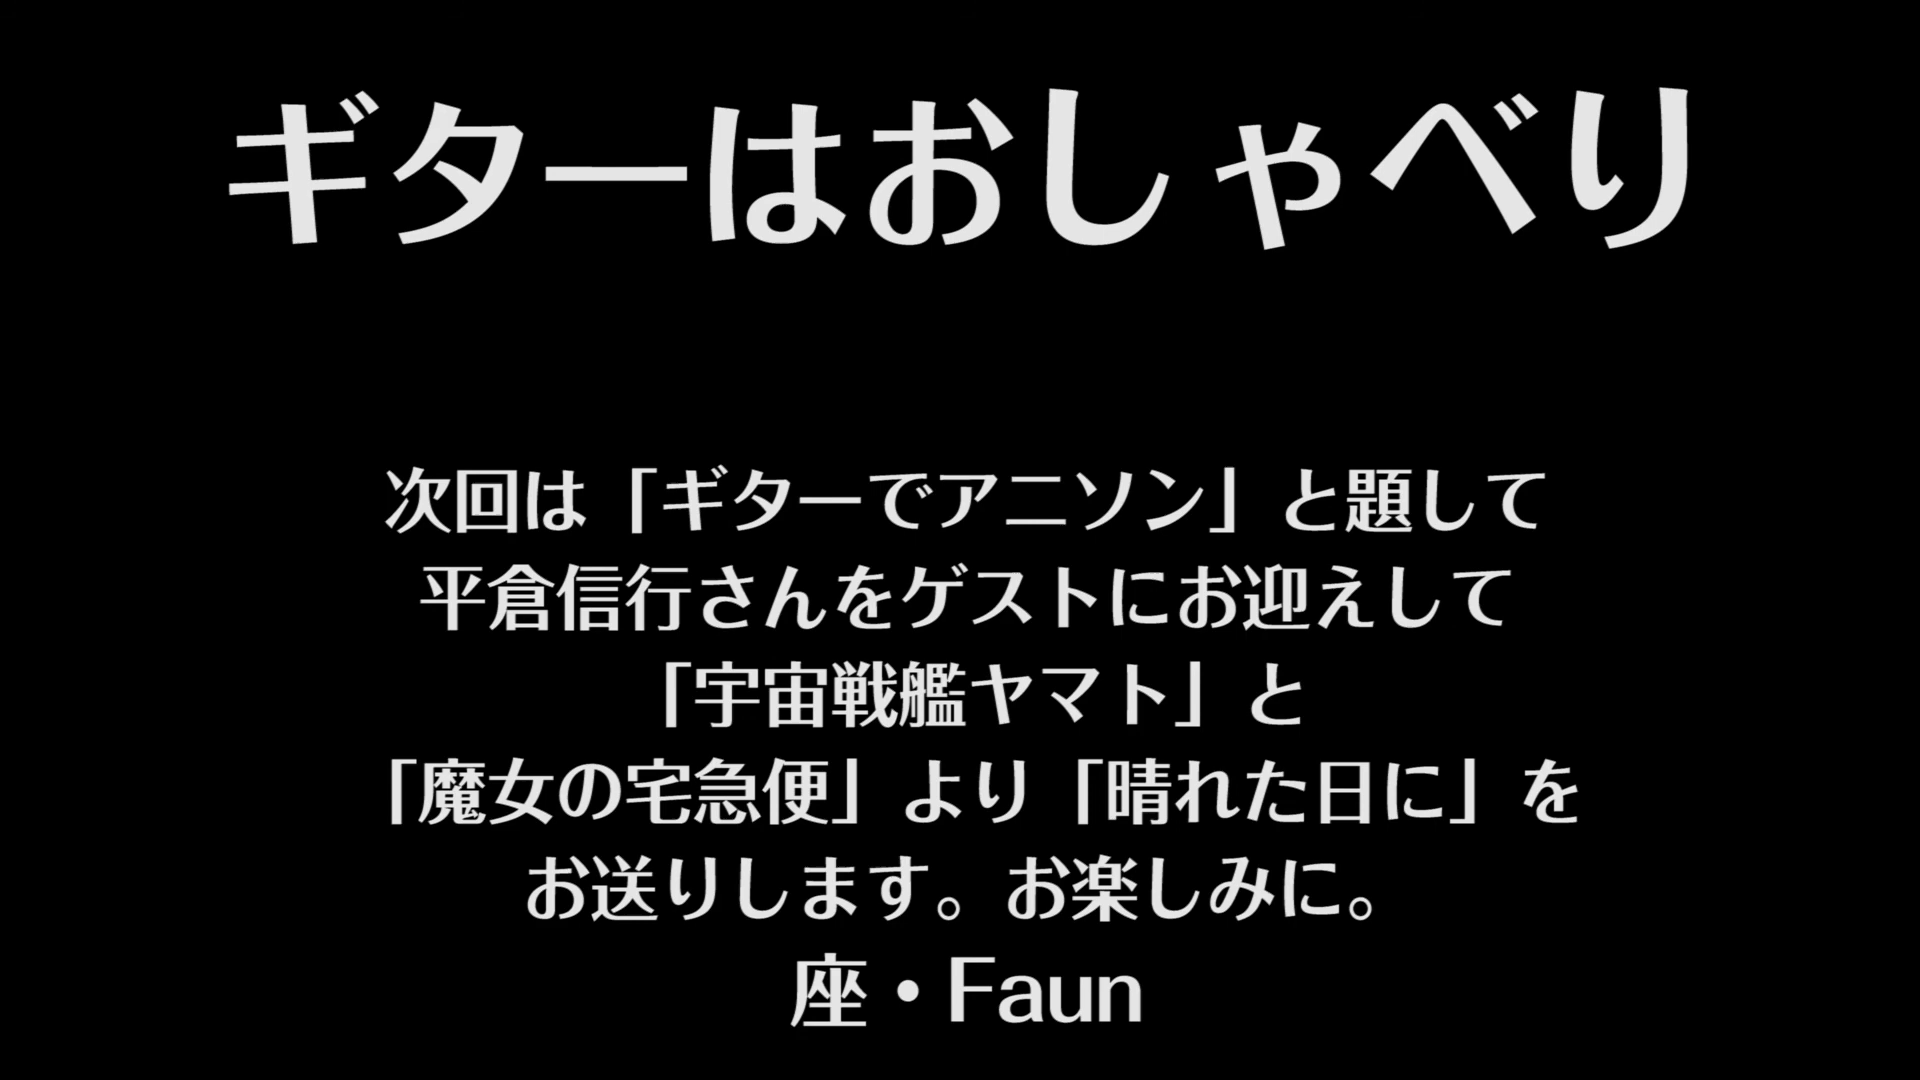 ギターはおしゃべり
次回は「ギターでアニソン」と題して
平倉信行さんをゲストにお迎えして
「宇宙戦艦ヤマト」と
「魔女の宅急便」より「晴れた日に」を
お送りします。お楽しみに。
座・Faun